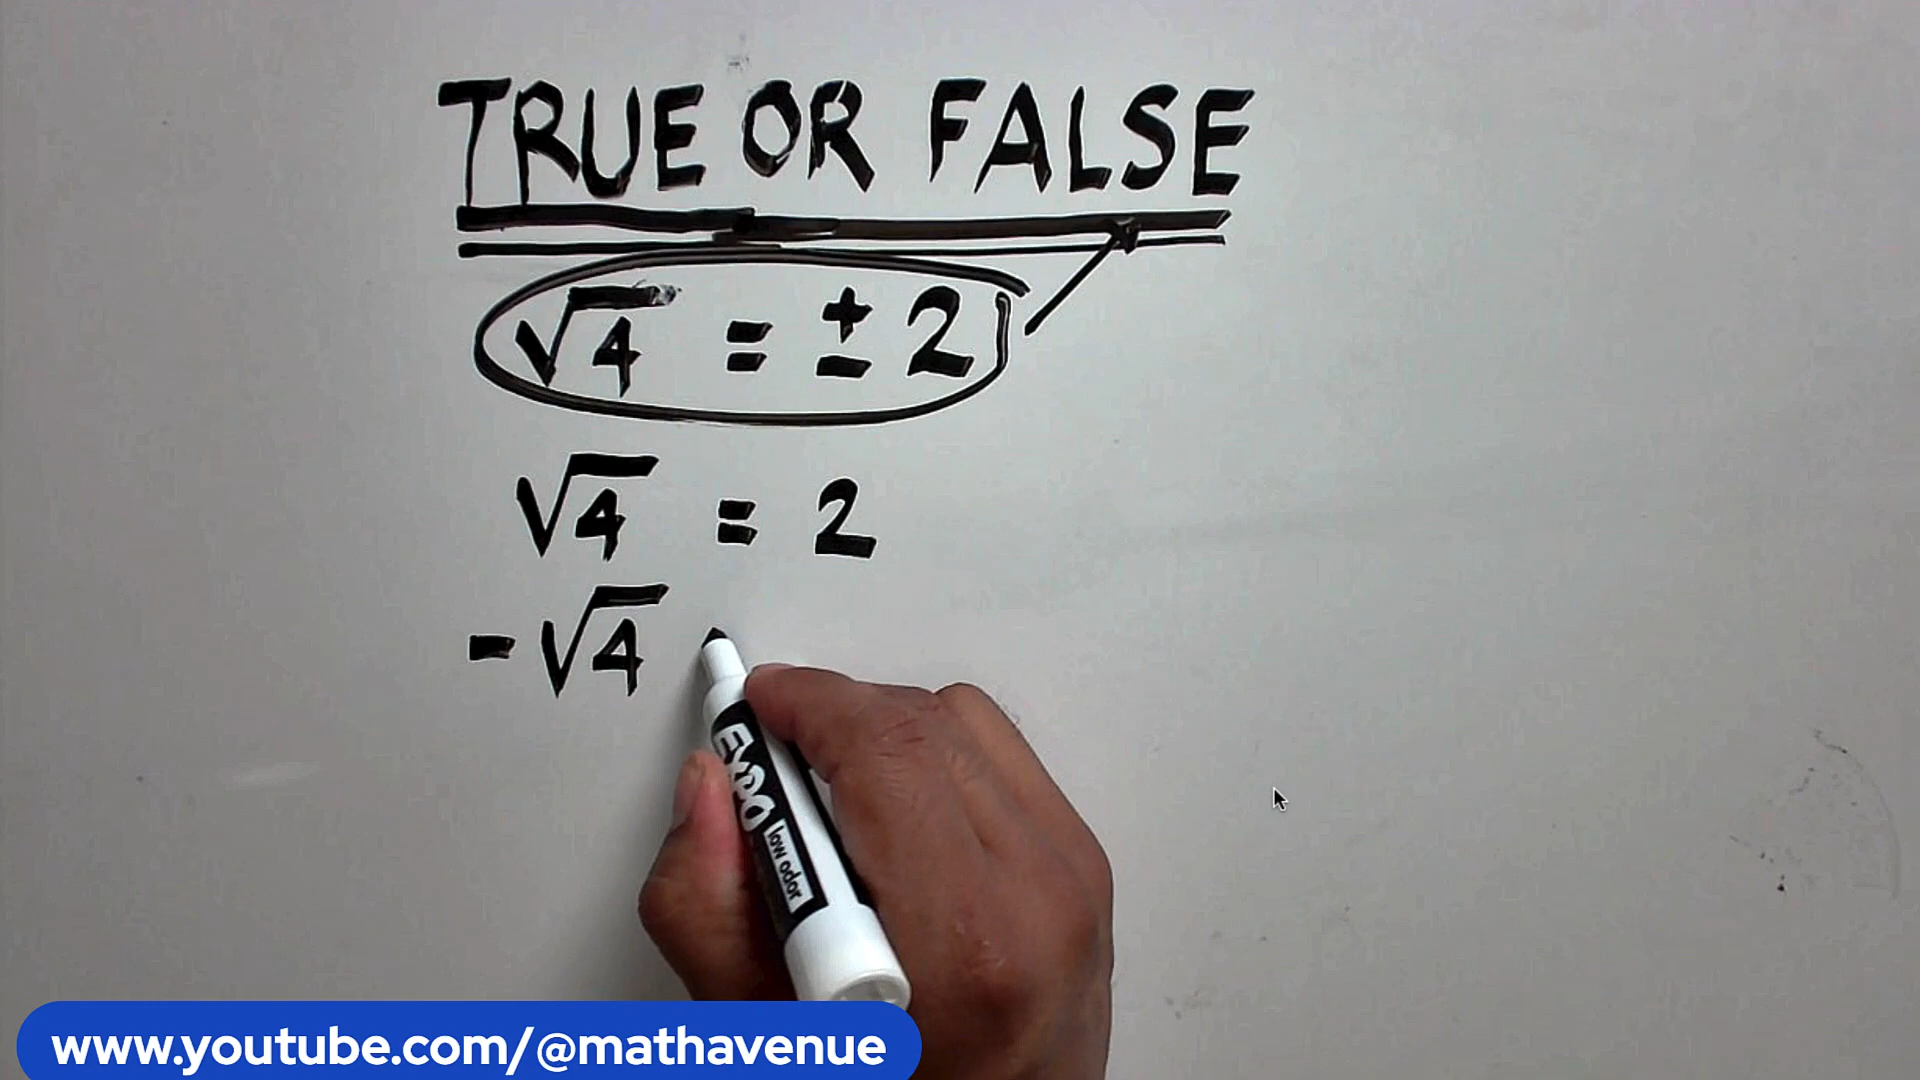 TRUE OR FALSE
√4 = ± 2
√4 = 2
-√4
EXPO
low odor
www.youtube.com/@mathavenue